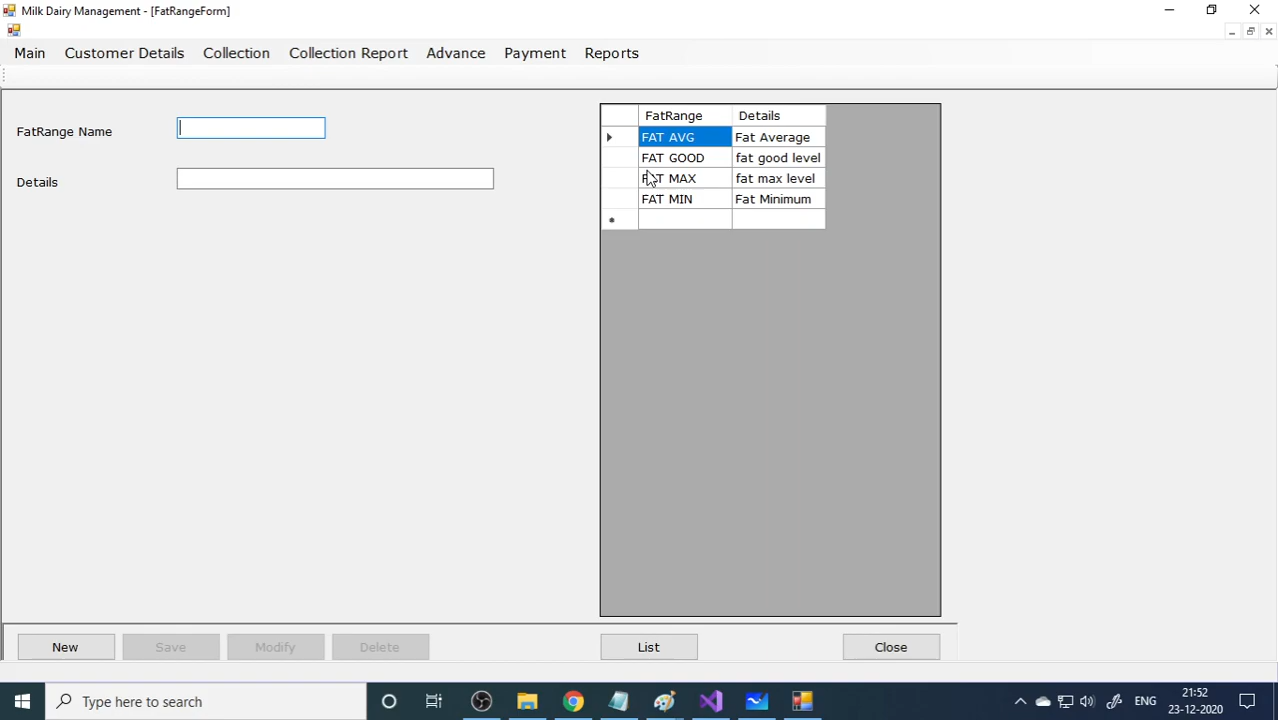 Milk Dairy Management - [FatRangeForm]
Main Customer Details Collection Collection Report Advance Payment Reports
FatRange Name
Details
FatRange Details
FAT AVG Fat Average
FAT GOOD fat good level
FAT MAX fat max level
FAT MIN Fat Minimum
New Save Modify Delete List Close
Type here to search
ENG
21:52
23-12-2020